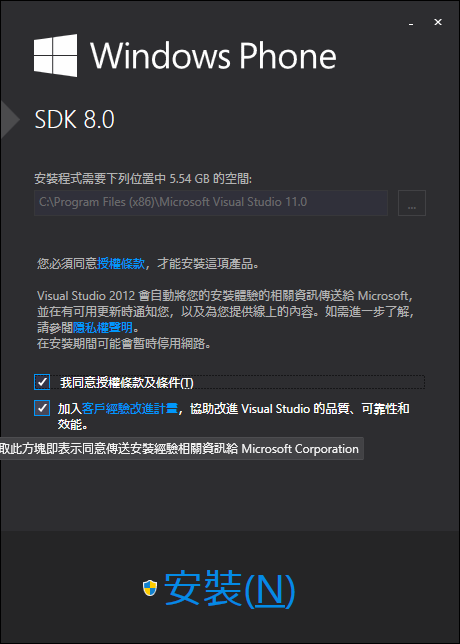 Windows Phone
SDK 8.0
安裝程式需要下列位置中 5.54 GB 的空間:
C:\Program Files (x86)\Microsoft Visual Studio 11.0
...
您必須同意授權條款，才能安裝這項產品。
Visual Studio 2012 會自動將您的安裝體驗的相關資訊傳送給 Microsoft，
並在有可用更新時通知您，以及為您提供線上的內容。如需進一步了解，
請參閱隱私權聲明。
在安裝期間可能會暫時停用網路。
我同意授權條款及條件(T)
加入客戶經驗改進計畫，協助改進 Visual Studio 的品質、可靠性和
效能。
取此方塊即表示同意傳送安裝經驗相關資訊給 Microsoft Corporation
安裝(N)